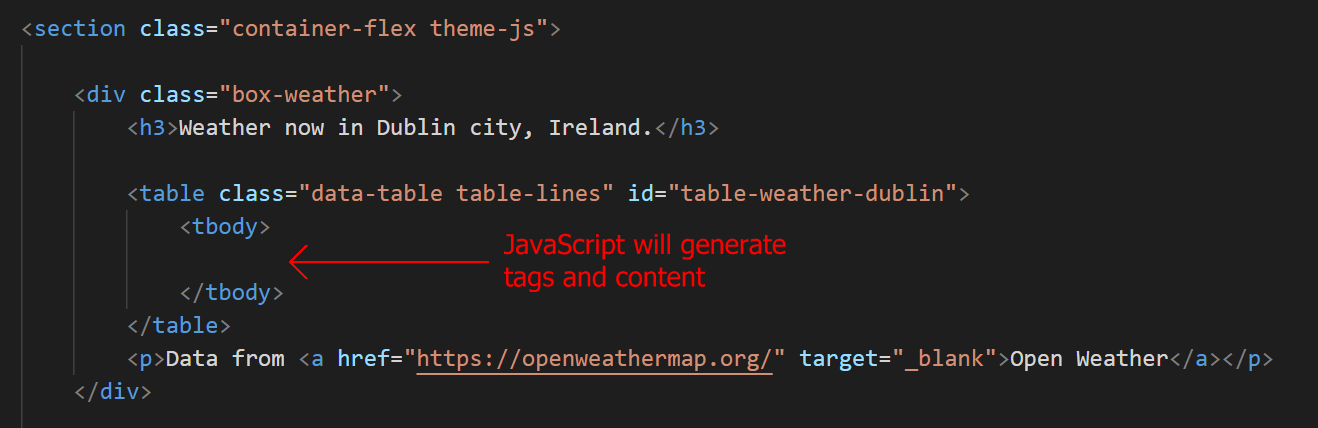 <section class="container-flex theme-js">
<div class="box-weather">
<h3>Weather now in Dublin city, Ireland.</h3>
<table class="data-table table-lines" id="table-weather-dublin">
<tbody>
JavaScript will generate
tags and content
</tbody>
</table>
<p>Data from <a href="https://openweathermap.org/" target="_blank">Open Weather</a></p>
</div>